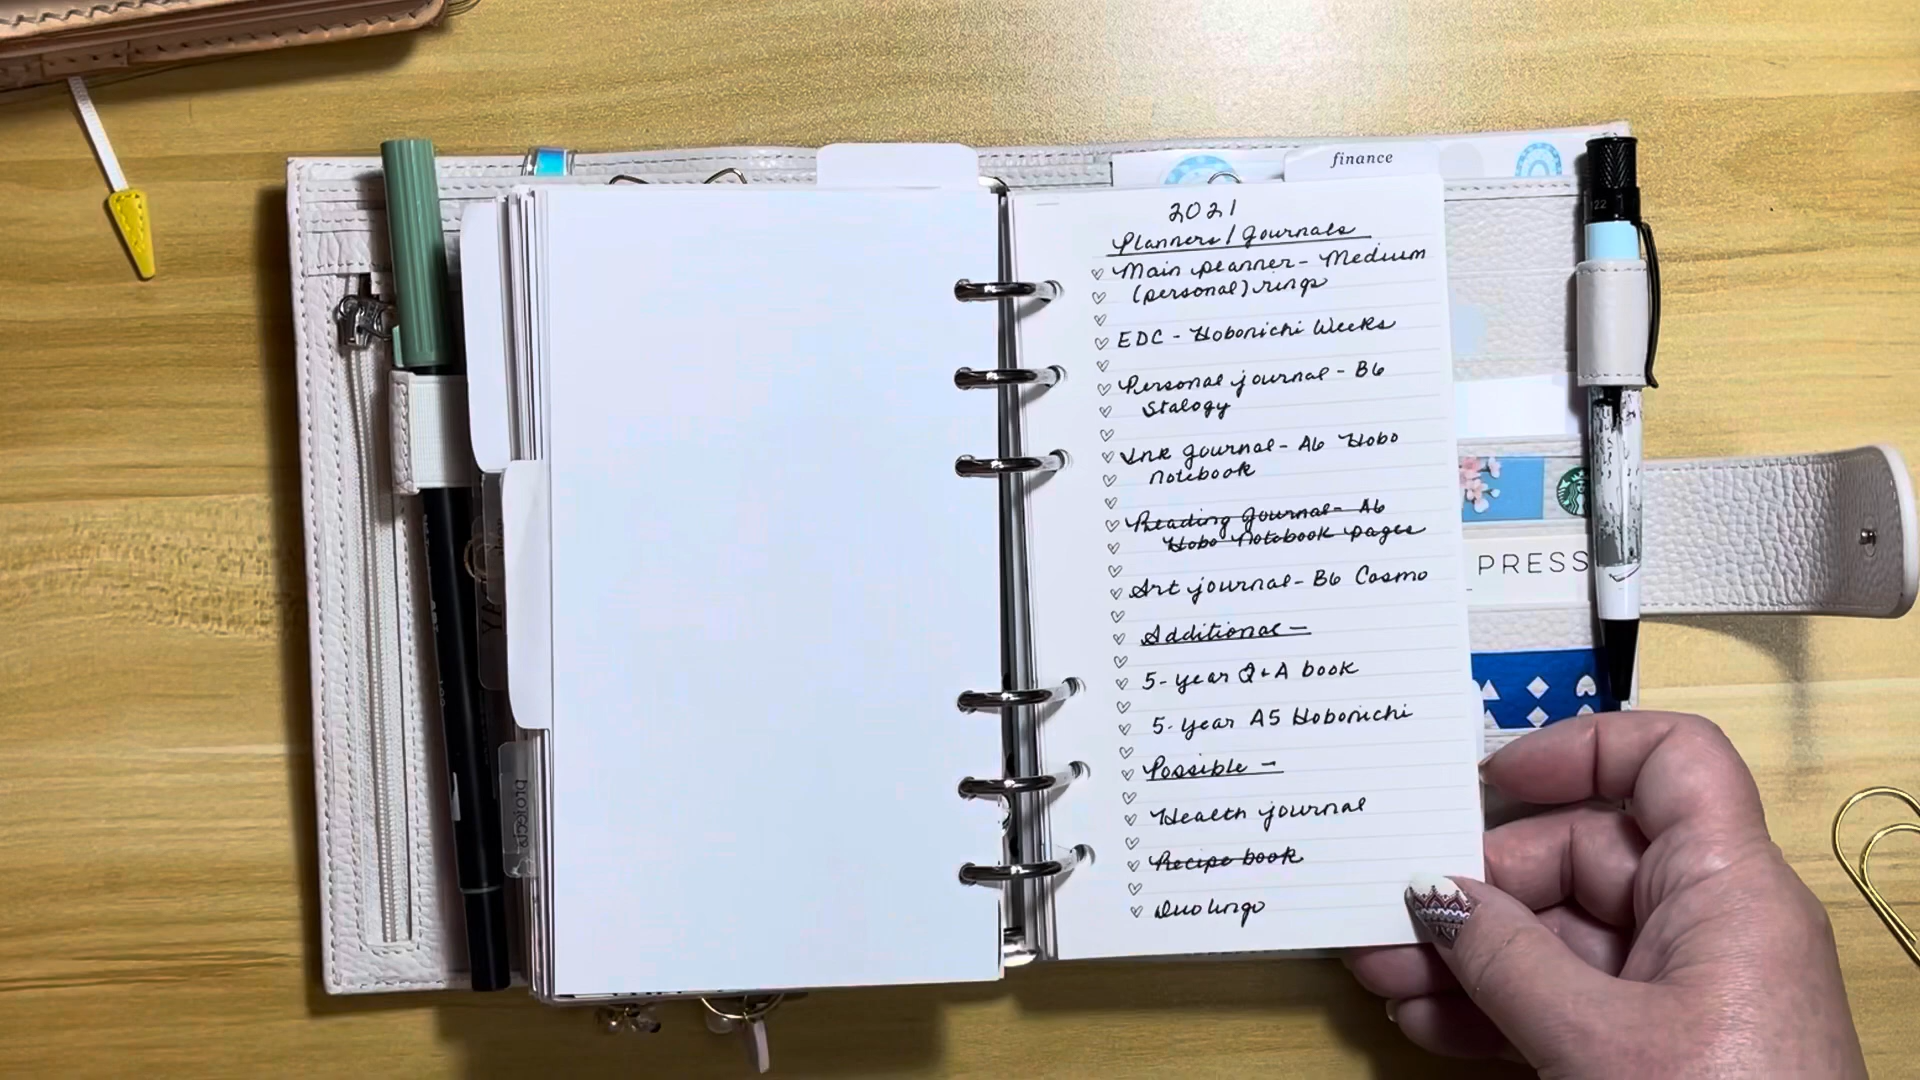 finance
2021
Planners / Journals
Main planner - Medium
(personal) rings
EDC - Hobonichi Weeks
Personal journal - B6
Stalogy
Ink journal - A6 Hobo
notebook
Reading journal - A6
Hobo notebook pages
Art journal - B6 Cosmo
Additional -
5-year Q+A book
5-year A5 Hobonichi
Possible -
Health journal
Recipe book
Duolingo
PRESS
projects
22